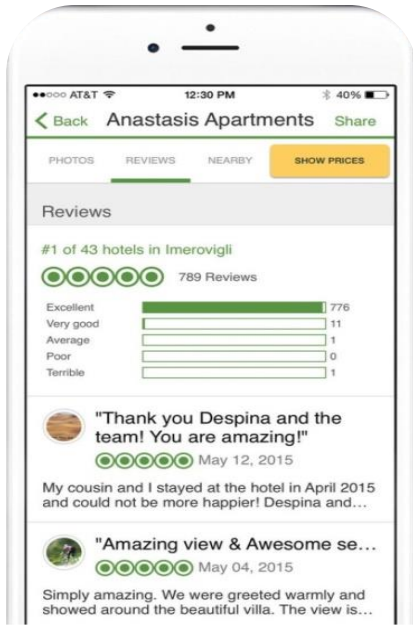 AT&T 12:30 PM 40%
Back Anastasis Apartments Share
PHOTOS REVIEWS NEARBY SHOW PRICES
Reviews
#1 of 43 hotels in Imerovigli
789 Reviews
Excellent 776
Very good 11
Average 1
Poor 0
Terrible 1
"Thank you Despina and the
team! You are amazing!"
May 12, 2015
My cousin and I stayed at the hotel in April 2015
and could not be more happier! Despina and...
"Amazing view & Awesome se...
May 04, 2015
Simply amazing. We were greeted warmly and
showed around the beautiful villa. The view is...